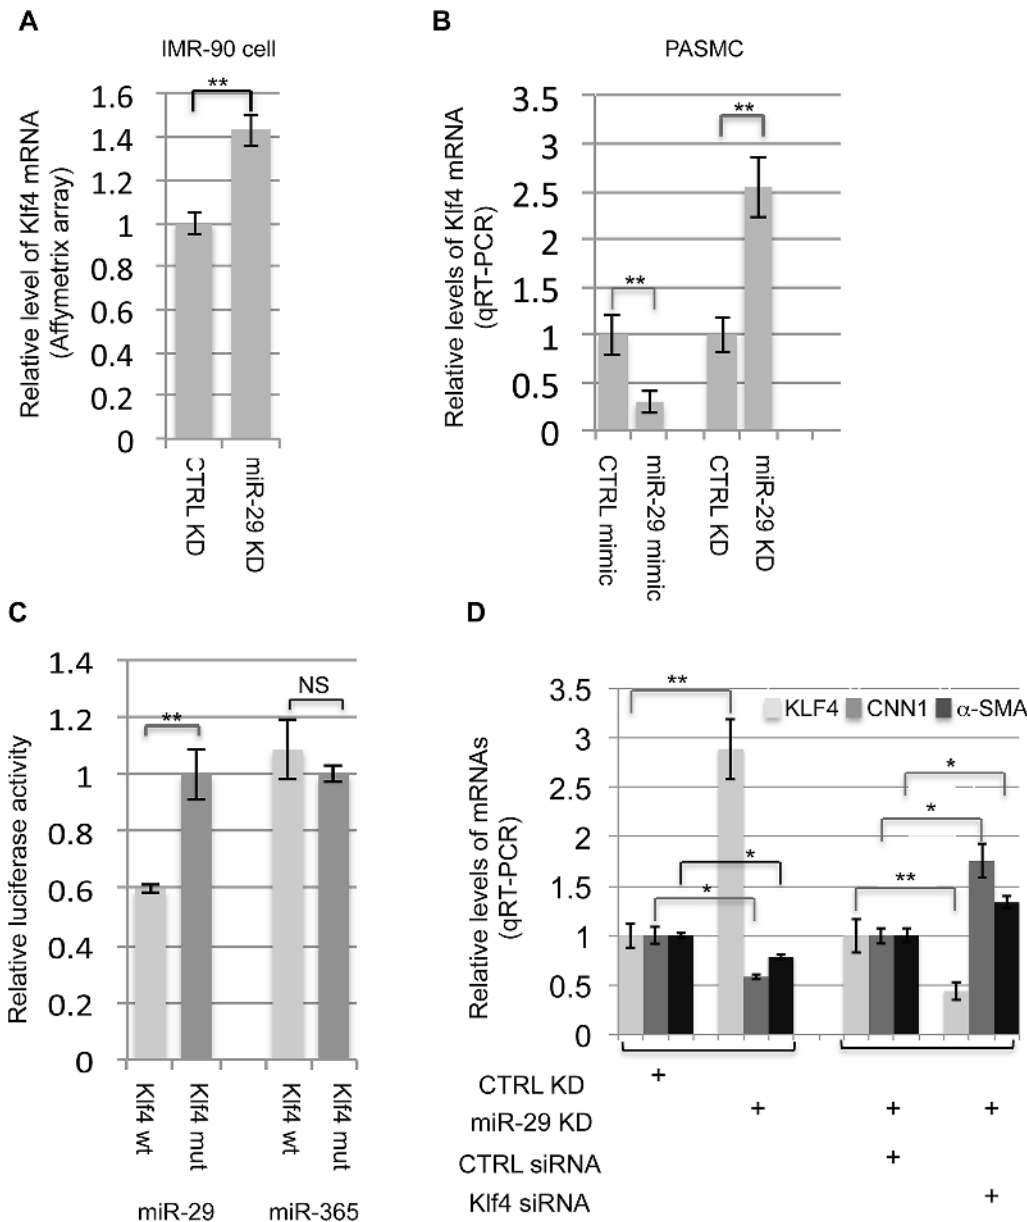 A
IMR-90 cell
**
Relative level of Klf4 mRNA
(Affymetrix array)
1.6
1.4
1.2
1
0.8
0.6
0.4
0.2
0
CTRL KD
miR-29 KD
B
PASMC
Relative levels of Klf4 mRNA
(qRT-PCR)
3.5
3
2.5
2
1.5
1
0.5
0
**
**
CTRL mimic
miR-29 mimic
CTRL KD
miR-29 KD
C
Relative luciferase activity
1.4
1.2
1
0.8
0.6
0.4
0.2
0
**
NS
Klf4 wt
Klf4 mut
Klf4 wt
Klf4 mut
miR-29
miR-365
D
Relative levels of mRNAs
(qRT-PCR)
3.5
3
2.5
2
1.5
1
0.5
0
KLF4 CNN1 α-SMA
**
*
*
**
*
*
CTRL KD +
miR-29 KD + + +
CTRL siRNA +
Klf4 siRNA +